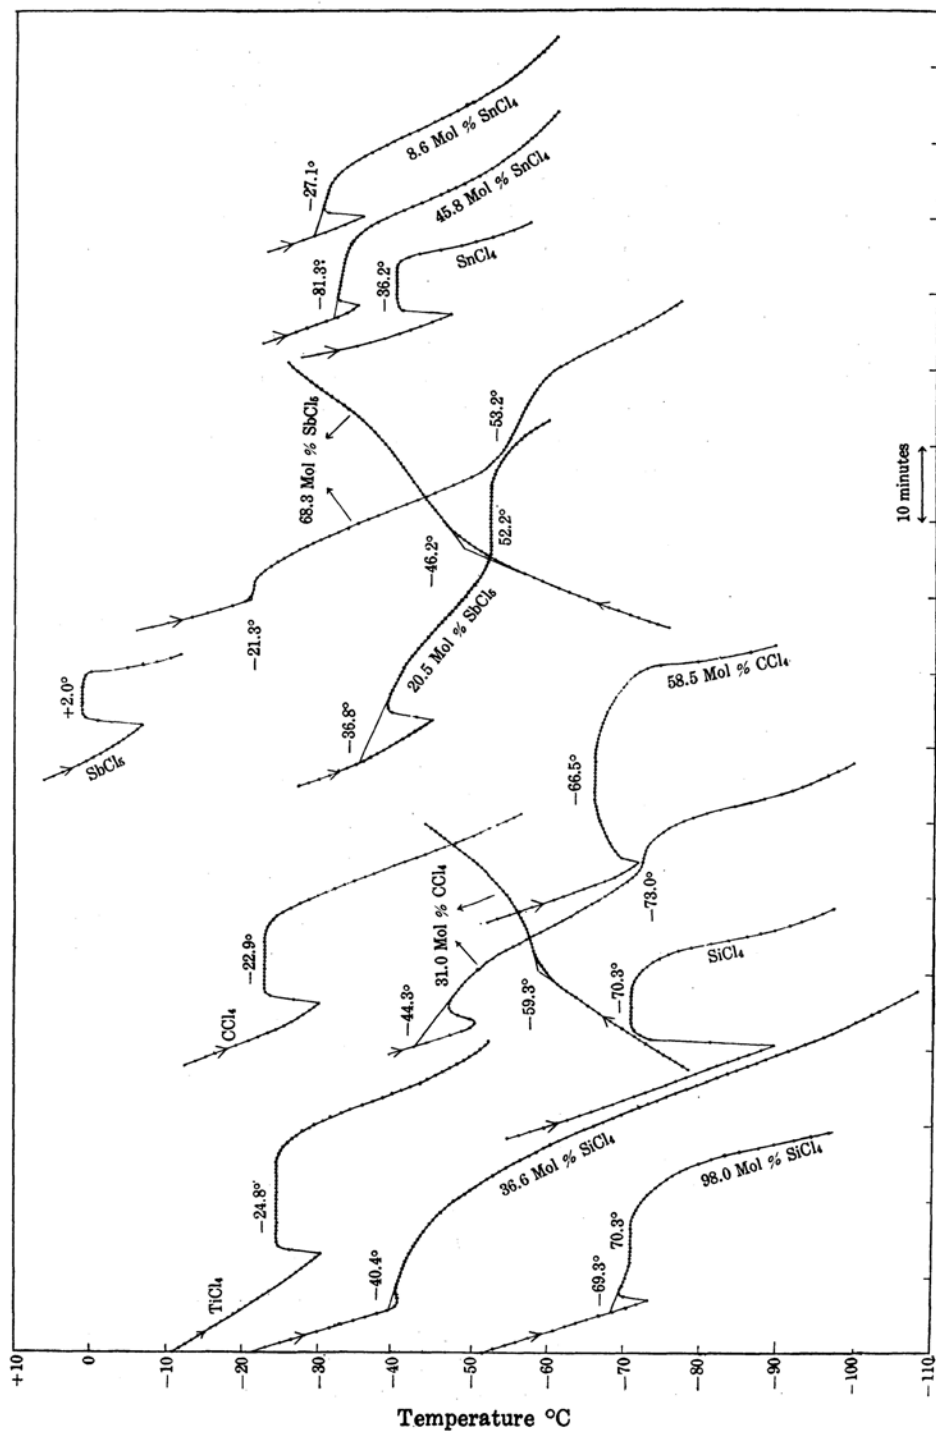 8.6 Mol % SnCl₄
−27.1°
45.8 Mol % SnCl₄
−31.3°
SnCl₄
−36.2°
68.3 Mol % SbCl₅
−53.2°
10 minutes
52.2°
−46.2°
20.5 Mol % SbCl₅
−21.3°
+2.0°
SbCl₅
−36.8°
58.5 Mol % CCl₄
−66.5°
−73.0°
31.0 Mol % CCl₄
−22.9°
CCl₄
−44.3°
−59.3°
−70.3°
SiCl₄
36.6 Mol % SiCl₄
98.0 Mol % SiCl₄
−24.8°
TiCl₄
−40.4°
−69.3°
70.3°
+10
0
−10
−20
−30
−40
−50
−60
−70
−80
−90
−100
−110
Temperature °C